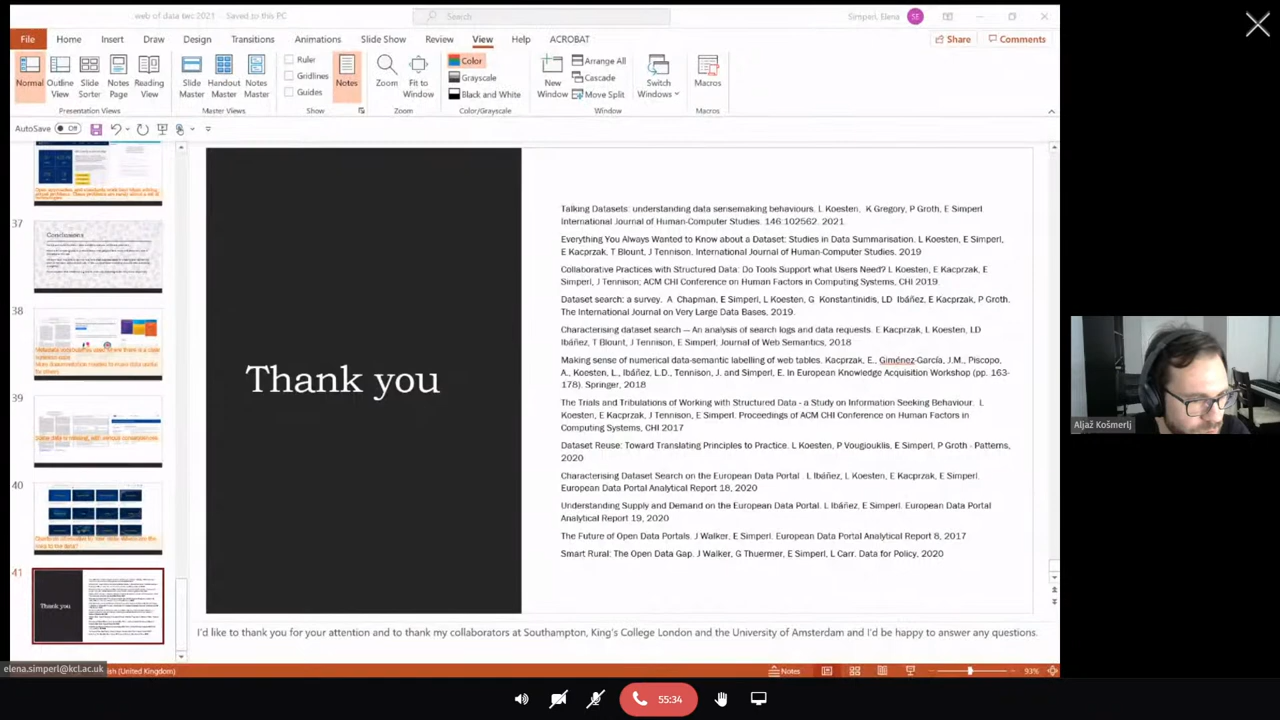 web of data twc 2021 - Saved to this PC
Search
Simperl, Elena
SE
File
Home
Insert
Draw
Design
Transitions
Animations
Slide Show
Review
View
Help
ACROBAT
Share
Comments
Normal
Outline View
Slide Sorter
Notes Page
Reading View
Presentation Views
Slide Master
Handout Master
Notes Master
Master Views
Ruler
Gridlines
Guides
Show
Notes
Zoom
Fit to Window
Zoom
Color
Grayscale
Black and White
Color/Grayscale
New Window
Arrange All
Cascade
Move Split
Window
Switch Windows
Macros
Macros
AutoSave
Off
37
Conclusions
38
39
40
41
Thank you
Thank you
Talking Datasets: understanding data sensemaking behaviours. L Koesten, K Gregory, P Groth, E Simperl
International Journal of Human-Computer Studies. 146:102562. 2021
Everything You Always Wanted to Know about a Dataset: Studies in Data Summarisation. L Koesten, E Simperl,
E Kacprzak, T Blount, J Tennison. International Journal of Human-Computer Studies. 2019
Collaborative Practices with Structured Data: Do Tools Support what Users Need? L Koesten, E Kacprzak, E
Simperl, J Tennison; ACM CHI Conference on Human Factors in Computing Systems, CHI 2019
Dataset search: a survey. A Chapman, E Simperl, L Koesten, G Konstantinidis, LD Ibáñez, E Kacprzak, P Groth.
The International Journal on Very Large Data Bases, 2019.
Characterising dataset search — An analysis of search logs and data requests. E Kacprzak, L Koesten, LD
Ibáñez, T Blount, J Tennison, E Simperl, Journal of Web Semantics, 2018
Making sense of numerical data-semantic labelling of web tables. Kacprzak, E., Giménez-García, J.M., Piscopo,
A., Koesten, L., Ibáñez, L.D., Tennison, J. and Simperl, E. In European Knowledge Acquisition Workshop (pp. 163-
178). Springer, 2018
The Trials and Tribulations of Working with Structured Data - a Study on Information Seeking Behaviour. L
Koesten, E Kacprzak, J Tennison, E Simperl. Proceedings of ACM CHI Conference on Human Factors in
Computing Systems, CHI 2017
Dataset Reuse: Toward Translating Principles to Practice. L Koesten, P Vougiouklis, E Simperl, P Groth - Patterns,
2020
Characterising Dataset Search on the European Data Portal. L Ibáñez, L Koesten, E Kacprzak, E Simperl.
European Data Portal Analytical Report 18, 2020
Understanding Supply and Demand on the European Data Portal. L Ibáñez, E Simperl. European Data Portal
Analytical Report 19, 2020
The Future of Open Data Portals. J Walker, E Simperl. European Data Portal Analytical Report 8, 2017
Smart Rural: The Open Data Gap. J Walker, G Thuermer, E Simperl, L Carr. Data for Policy, 2020
I'd like to thank you for your attention and to thank my collaborators at Southampton, King's College London and the University of Amsterdam and I'd be happy to answer any questions.
elena.simperl@kcl.ac.uk
(United Kingdom)
Notes
93%
Aljaž Košmerlj
55:34